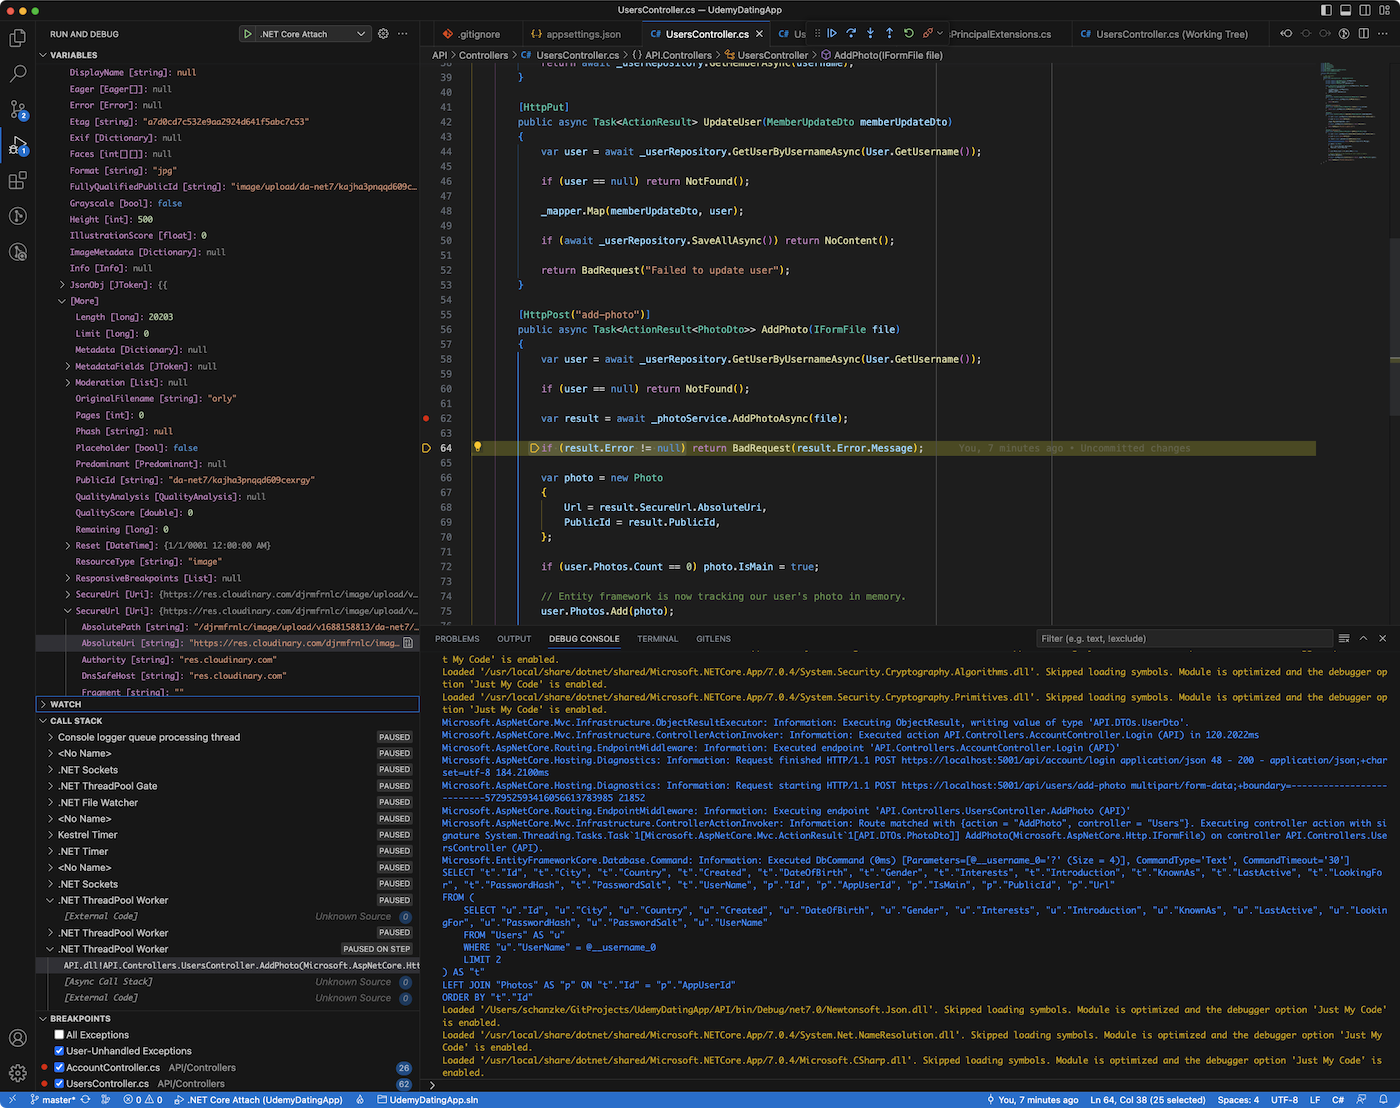 UsersController.cs — UdemyDatingApp
RUN AND DEBUG
.NET Core Attach
.gitignore
appsettings.json
UsersController.cs
Us
.PrincipalExtensions.cs
UsersController.cs (Working Tree)
API > Controllers > UsersController.cs > API.Controllers > UsersController > AddPhoto(IFormFile file)
VARIABLES
DisplayName [string]: null
Eager [Eager[]]: null
Error [Error]: null
Etag [string]: "a7d0cd7c532e9aa2924d641f5abc7c53"
Exif [Dictionary]: null
Faces [int[][]]: null
Format [string]: "jpg"
FullyQualifiedPublicId [string]: "image/upload/da-net7/kajha3pnqqd609c…
Grayscale [bool]: false
Height [int]: 500
IllustrationScore [float]: 0
ImageMetadata [Dictionary]: null
Info [Info]: null
JsonObj [JToken]: {{
[More]
Length [long]: 20203
Limit [long]: 0
Metadata [Dictionary]: null
MetadataFields [JToken]: null
Moderation [List]: null
OriginalFilename [string]: "orly"
Pages [int]: 0
Phash [string]: null
Placeholder [bool]: false
Predominant [Predominant]: null
PublicId [string]: "da-net7/kajha3pnqqd609cexrgy"
QualityAnalysis [QualityAnalysis]: null
QualityScore [double]: 0
Remaining [long]: 0
Reset [DateTime]: {1/1/0001 12:00:00 AM}
ResourceType [string]: "image"
ResponsiveBreakpoints [List]: null
SecureUri [Uri]: {https://res.cloudinary.com/djrmfrnlc/image/upload/v…
SecureUrl [Uri]: {https://res.cloudinary.com/djrmfrnlc/image/upload/v…
AbsolutePath [string]: "/djrmfrnlc/image/upload/v1688158813/da-net7/…
AbsoluteUri [string]: "https://res.cloudinary.com/djrmfrnlc/imag…
Authority [string]: "res.cloudinary.com"
DnsSafeHost [string]: "res.cloudinary.com"
Fragment [string]: ""
WATCH
CALL STACK
Console logger queue processing thread PAUSED
<No Name> PAUSED
.NET Sockets PAUSED
.NET ThreadPool Gate PAUSED
.NET File Watcher PAUSED
<No Name> PAUSED
Kestrel Timer PAUSED
.NET Timer PAUSED
<No Name> PAUSED
.NET Sockets PAUSED
.NET ThreadPool Worker PAUSED
[External Code] Unknown Source 0
.NET ThreadPool Worker PAUSED
.NET ThreadPool Worker PAUSED ON STEP
API.dll!API.Controllers.UsersController.AddPhoto(Microsoft.AspNetCore.Htt
[Async Call Stack] Unknown Source 0
[External Code] Unknown Source 0
BREAKPOINTS
All Exceptions
User-Unhandled Exceptions
AccountController.cs API/Controllers 26
UsersController.cs API/Controllers 62
38 return await _userRepository.GetMemberAsync(username);
39 }
40
41 [HttpPut]
42 public async Task<ActionResult> UpdateUser(MemberUpdateDto memberUpdateDto)
43 {
44 var user = await _userRepository.GetUserByUsernameAsync(User.GetUsername());
45
46 if (user == null) return NotFound();
47
48 _mapper.Map(memberUpdateDto, user);
49
50 if (await _userRepository.SaveAllAsync()) return NoContent();
51
52 return BadRequest("Failed to update user");
53 }
54
55 [HttpPost("add-photo")]
56 public async Task<ActionResult<PhotoDto>> AddPhoto(IFormFile file)
57 {
58 var user = await _userRepository.GetUserByUsernameAsync(User.GetUsername());
59
60 if (user == null) return NotFound();
61
62 var result = await _photoService.AddPhotoAsync(file);
63
64 if (result.Error != null) return BadRequest(result.Error.Message); You, 7 minutes ago • Uncommitted changes
65
66 var photo = new Photo
67 {
68 Url = result.SecureUrl.AbsoluteUri,
69 PublicId = result.PublicId,
70 };
71
72 if (user.Photos.Count == 0) photo.IsMain = true;
73
74 // Entity framework is now tracking our user's photo in memory.
75 user.Photos.Add(photo);
PROBLEMS OUTPUT DEBUG CONSOLE TERMINAL GITLENS
Filter (e.g. text, !exclude)
t My Code' is enabled.
Loaded '/usr/local/share/dotnet/shared/Microsoft.NETCore.App/7.0.4/System.Security.Cryptography.Algorithms.dll'. Skipped loading symbols. Module is optimized and the debugger op
tion 'Just My Code' is enabled.
Loaded '/usr/local/share/dotnet/shared/Microsoft.NETCore.App/7.0.4/System.Security.Cryptography.Primitives.dll'. Skipped loading symbols. Module is optimized and the debugger op
tion 'Just My Code' is enabled.
Microsoft.AspNetCore.Mvc.Infrastructure.ObjectResultExecutor: Information: Executing ObjectResult, writing value of type 'API.DTOs.UserDto'.
Microsoft.AspNetCore.Mvc.Infrastructure.ControllerActionInvoker: Information: Executed action API.Controllers.AccountController.Login (API) in 120.2022ms
Microsoft.AspNetCore.Routing.EndpointMiddleware: Information: Executed endpoint 'API.Controllers.AccountController.Login (API)'
Microsoft.AspNetCore.Hosting.Diagnostics: Information: Request finished HTTP/1.1 POST https://localhost:5001/api/account/login application/json 48 - 200 - application/json;+char
set=utf-8 184.2100ms
Microsoft.AspNetCore.Hosting.Diagnostics: Information: Request starting HTTP/1.1 POST https://localhost:5001/api/users/add-photo multipart/form-data;+boundary=------------------
--------572952593416056613783985 21852
Microsoft.AspNetCore.Routing.EndpointMiddleware: Information: Executing endpoint 'API.Controllers.UsersController.AddPhoto (API)'
Microsoft.AspNetCore.Mvc.Infrastructure.ControllerActionInvoker: Information: Route matched with {action = "AddPhoto", controller = "Users"}. Executing controller action with si
gnature System.Threading.Tasks.Task`1[Microsoft.AspNetCore.Mvc.ActionResult`1[API.DTOs.PhotoDto]] AddPhoto(Microsoft.AspNetCore.Http.IFormFile) on controller API.Controllers.Us
ersController (API).
Microsoft.EntityFrameworkCore.Database.Command: Information: Executed DbCommand (0ms) [Parameters=[@__username_0='?' (Size = 4)], CommandType='Text', CommandTimeout='30']
SELECT "t"."Id", "t"."City", "t"."Country", "t"."Created", "t"."DateOfBirth", "t"."Gender", "t"."Interests", "t"."Introduction", "t"."KnownAs", "t"."LastActive", "t"."LookingFo
r", "t"."PasswordHash", "t"."PasswordSalt", "t"."UserName", "p"."Id", "p"."AppUserId", "p"."IsMain", "p"."PublicId", "p"."Url"
FROM (
SELECT "u"."Id", "u"."City", "u"."Country", "u"."Created", "u"."DateOfBirth", "u"."Gender", "u"."Interests", "u"."Introduction", "u"."KnownAs", "u"."LastActive", "u"."Lookin
gFor", "u"."PasswordHash", "u"."PasswordSalt", "u"."UserName"
FROM "Users" AS "u"
WHERE "u"."UserName" = @__username_0
LIMIT 2
) AS "t"
LEFT JOIN "Photos" AS "p" ON "t"."Id" = "p"."AppUserId"
ORDER BY "t"."Id"
Loaded '/Users/schanzke/GitProjects/UdemyDatingApp/API/bin/Debug/net7.0/Newtonsoft.Json.dll'. Skipped loading symbols. Module is optimized and the debugger option 'Just My Code'
is enabled.
Loaded '/usr/local/share/dotnet/shared/Microsoft.NETCore.App/7.0.4/System.Net.NameResolution.dll'. Skipped loading symbols. Module is optimized and the debugger option 'Just My
Code' is enabled.
Loaded '/usr/local/share/dotnet/shared/Microsoft.NETCore.App/7.0.4/Microsoft.CSharp.dll'. Skipped loading symbols. Module is optimized and the debugger option 'Just My Code' is
enabled.
master* 0 0 .NET Core Attach (UdemyDatingApp) UdemyDatingApp.sln You, 7 minutes ago Ln 64, Col 38 (25 selected) Spaces: 4 UTF-8 LF C#